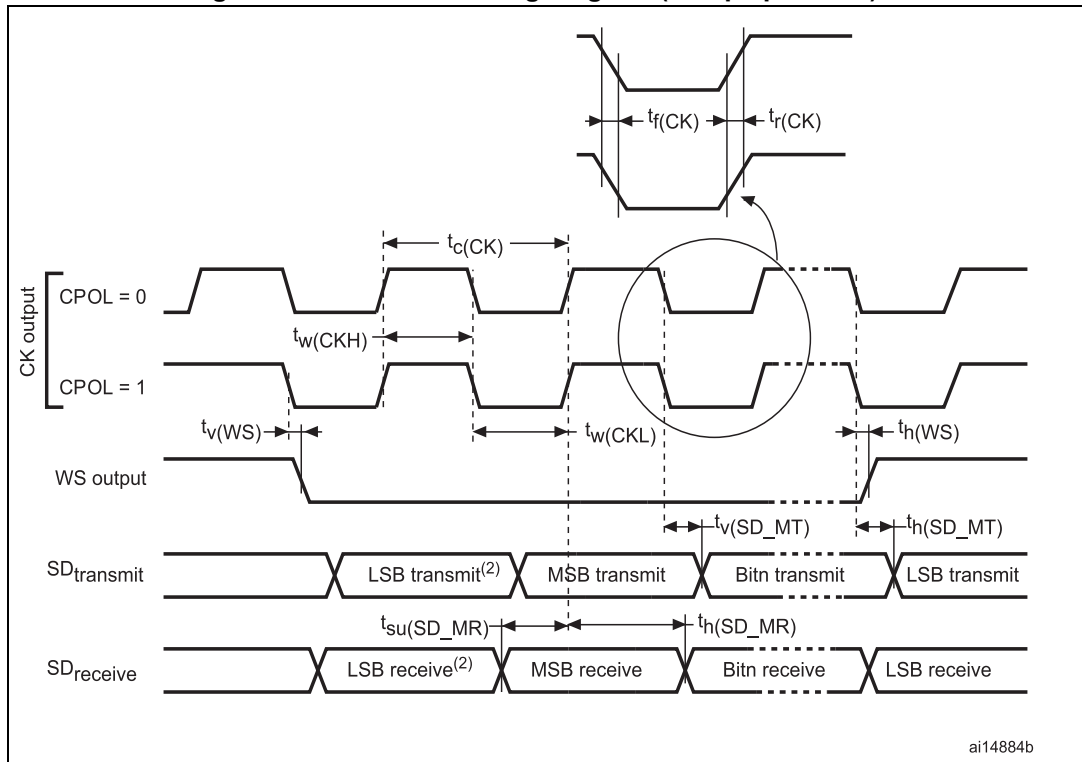 tf(CK)
tr(CK)
tc(CK)
CK output
CPOL = 0
tw(CKH)
CPOL = 1
tv(WS)
tw(CKL)
th(WS)
WS output
tv(SD_MT)
th(SD_MT)
SDtransmit
LSB transmit(2)
MSB transmit
Bitn transmit
LSB transmit
tsu(SD_MR)
th(SD_MR)
SDreceive
LSB receive(2)
MSB receive
Bitn receive
LSB receive
ai14884b